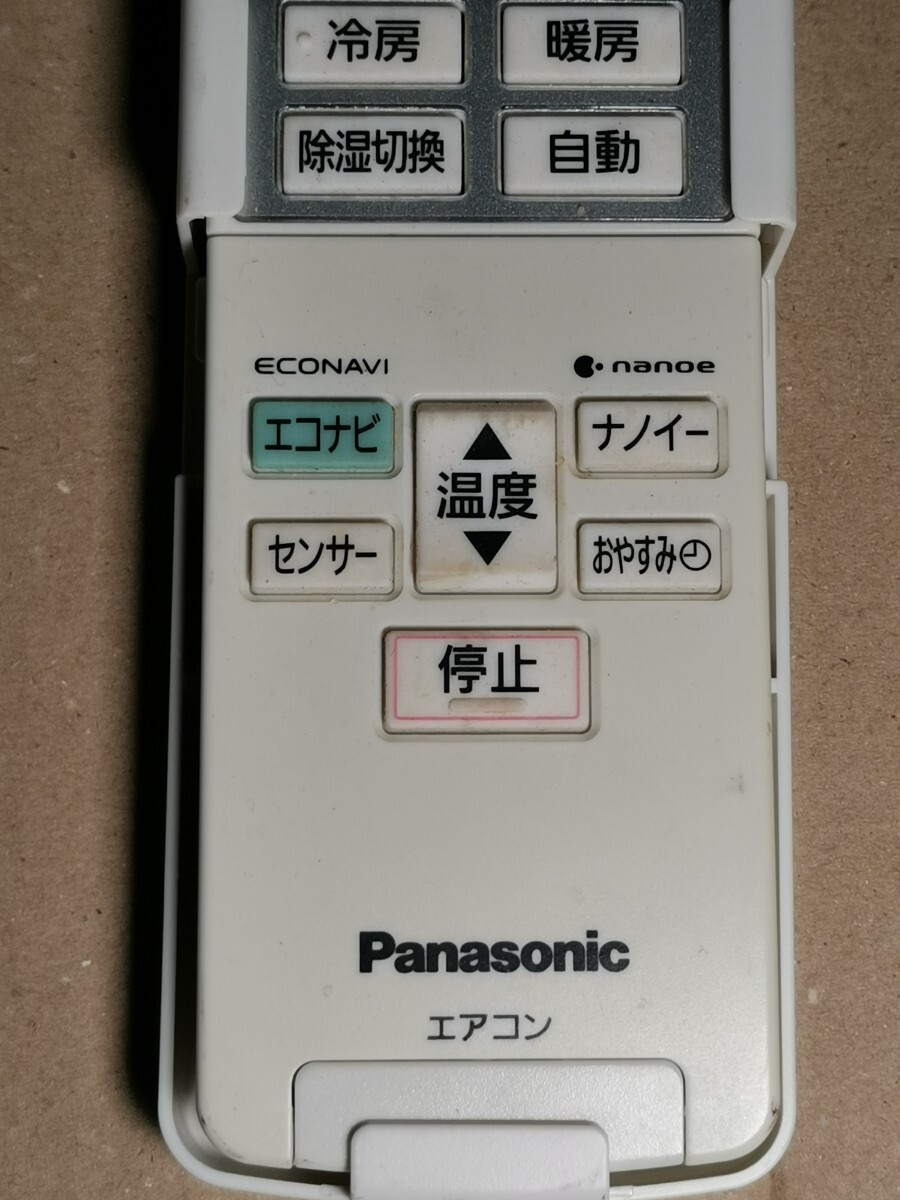 冷房 暖房
除湿切換 自動
ECONAVI nanoe
エコナビ ナノイー
温度
センサー おやすみ
停止
Panasonic
エアコン